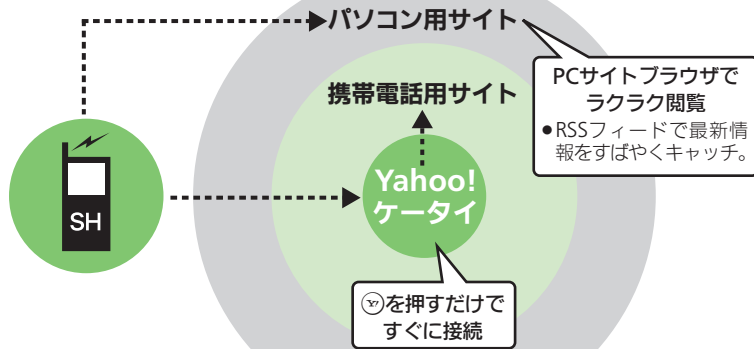 パソコン用サイト
PCサイトブラウザで
ラクラク閲覧
●RSSフィードで最新情
報をすばやくキャッチ。
携帯電話用サイト
Yahoo!
ケータイ
SH
Y!を押すだけで
すぐに接続